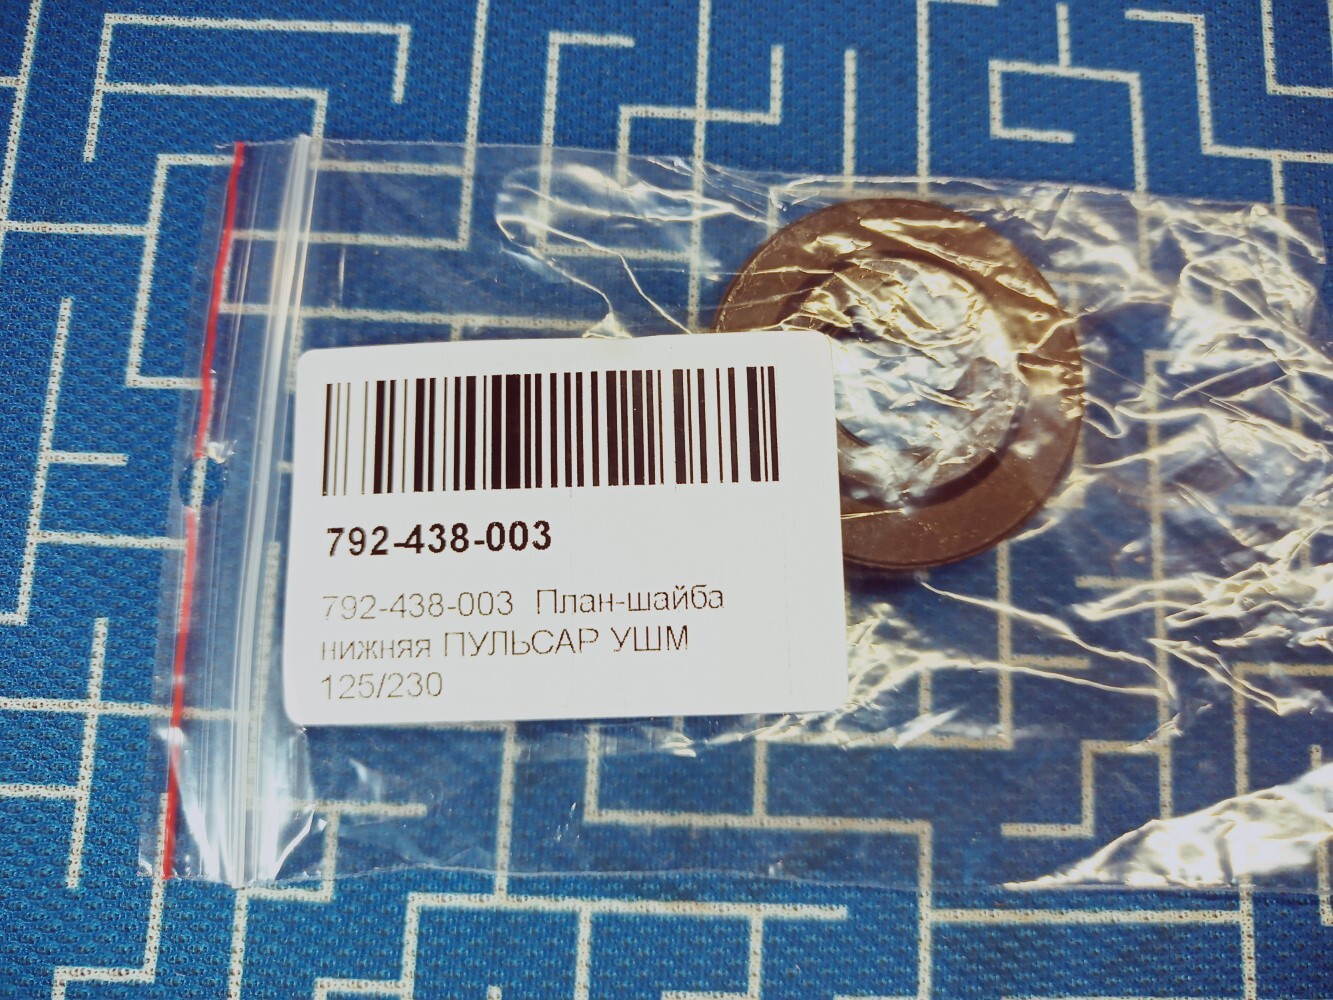 792-438-003
792-438-003 План-шайба
нижняя ПУЛЬСАР УШМ
125/230